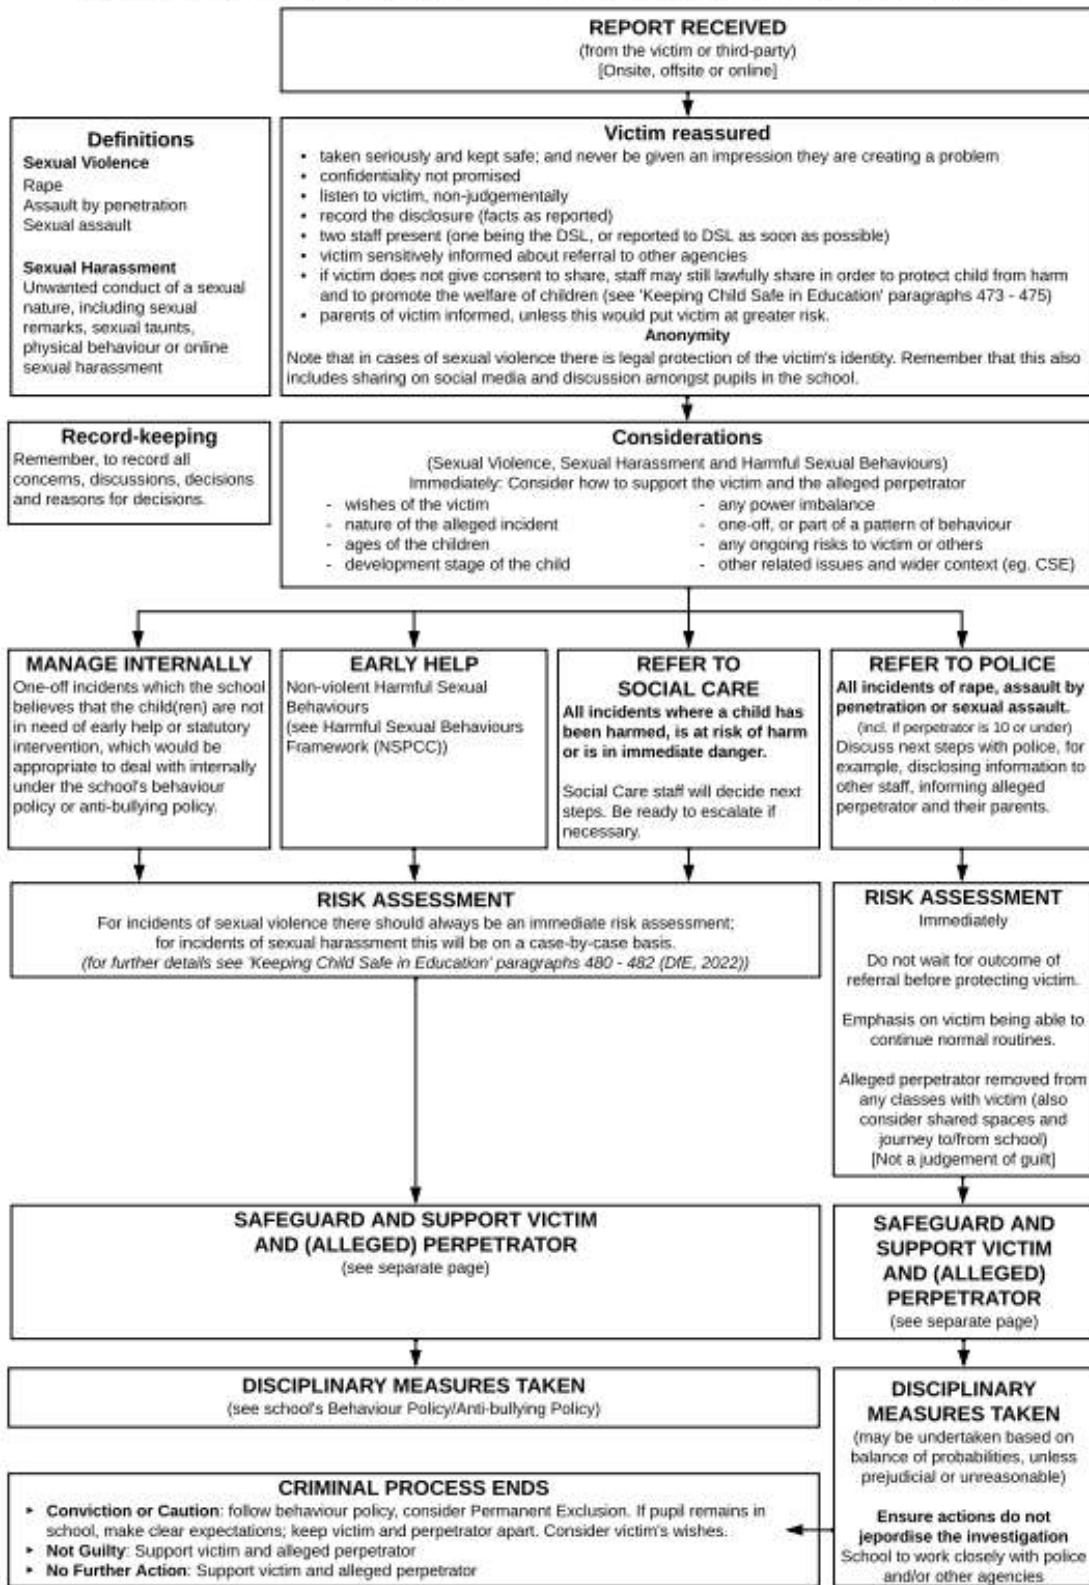 REPORT RECEIVED
(from the victim or third-party)
[Onsite, offsite or online]
Definitions
Sexual Violence
Rape
Assault by penetration
Sexual assault
Sexual Harassment
Unwanted conduct of a sexual
nature, including sexual
remarks, sexual taunts,
physical behaviour or online
sexual harassment
Victim reassured
• taken seriously and kept safe; and never be given an impression they are creating a problem
• confidentiality not promised
• listen to victim, non-judgementally
• record the disclosure (facts as reported)
• two staff present (one being the DSL, or reported to DSL as soon as possible)
• victim sensitively informed about referral to other agencies
• if victim does not give consent to share, staff may still lawfully share in order to protect child from harm
and to promote the welfare of children (see 'Keeping Child Safe in Education' paragraphs 473 - 475)
• parents of victim informed, unless this would put victim at greater risk.
Anonymity
Note that in cases of sexual violence there is legal protection of the victim's identity. Remember that this also
includes sharing on social media and discussion amongst pupils in the school.
Record-keeping
Remember, to record all
concerns, discussions, decisions
and reasons for decisions.
Considerations
(Sexual Violence, Sexual Harassment and Harmful Sexual Behaviours)
Immediately: Consider how to support the victim and the alleged perpetrator
- wishes of the victim
- nature of the alleged incident
- ages of the children
- development stage of the child
- any power imbalance
- one-off, or part of a pattern of behaviour
- any ongoing risks to victim or others
- other related issues and wider context (eg. CSE)
MANAGE INTERNALLY
One-off incidents which the school
believes that the child(ren) are not
in need of early help or statutory
intervention, which would be
appropriate to deal with internally
under the school's behaviour
policy or anti-bullying policy.
EARLY HELP
Non-violent Harmful Sexual
Behaviours
(see Harmful Sexual Behaviours
Framework (NSPCC))
REFER TO
SOCIAL CARE
All incidents where a child has
been harmed, is at risk of harm
or is in immediate danger.
Social Care staff will decide next
steps. Be ready to escalate if
necessary.
REFER TO POLICE
All incidents of rape, assault by
penetration or sexual assault.
(incl. if perpetrator is 10 or under)
Discuss next steps with police, for
example, disclosing information to
other staff, informing alleged
perpetrator and their parents.
RISK ASSESSMENT
For incidents of sexual violence there should always be an immediate risk assessment;
for incidents of sexual harassment this will be on a case-by-case basis.
(for further details see 'Keeping Child Safe in Education' paragraphs 480 - 482 (DfE, 2022))
RISK ASSESSMENT
Immediately
Do not wait for outcome of
referral before protecting victim.
Emphasis on victim being able to
continue normal routines.
Alleged perpetrator removed from
any classes with victim (also
consider shared spaces and
journey to/from school)
[Not a judgement of guilt]
SAFEGUARD AND SUPPORT VICTIM
AND (ALLEGED) PERPETRATOR
(see separate page)
SAFEGUARD AND
SUPPORT VICTIM
AND (ALLEGED)
PERPETRATOR
(see separate page)
DISCIPLINARY MEASURES TAKEN
(see school's Behaviour Policy/Anti-bullying Policy)
DISCIPLINARY
MEASURES TAKEN
(may be undertaken based on
balance of probabilities, unless
prejudicial or unreasonable)
Ensure actions do not
jepordise the investigation
School to work closely with police
and/or other agencies
CRIMINAL PROCESS ENDS
▸ Conviction or Caution: follow behaviour policy, consider Permanent Exclusion. If pupil remains in
school, make clear expectations; keep victim and perpetrator apart. Consider victim's wishes.
▸ Not Guilty: Support victim and alleged perpetrator
▸ No Further Action: Support victim and alleged perpetrator